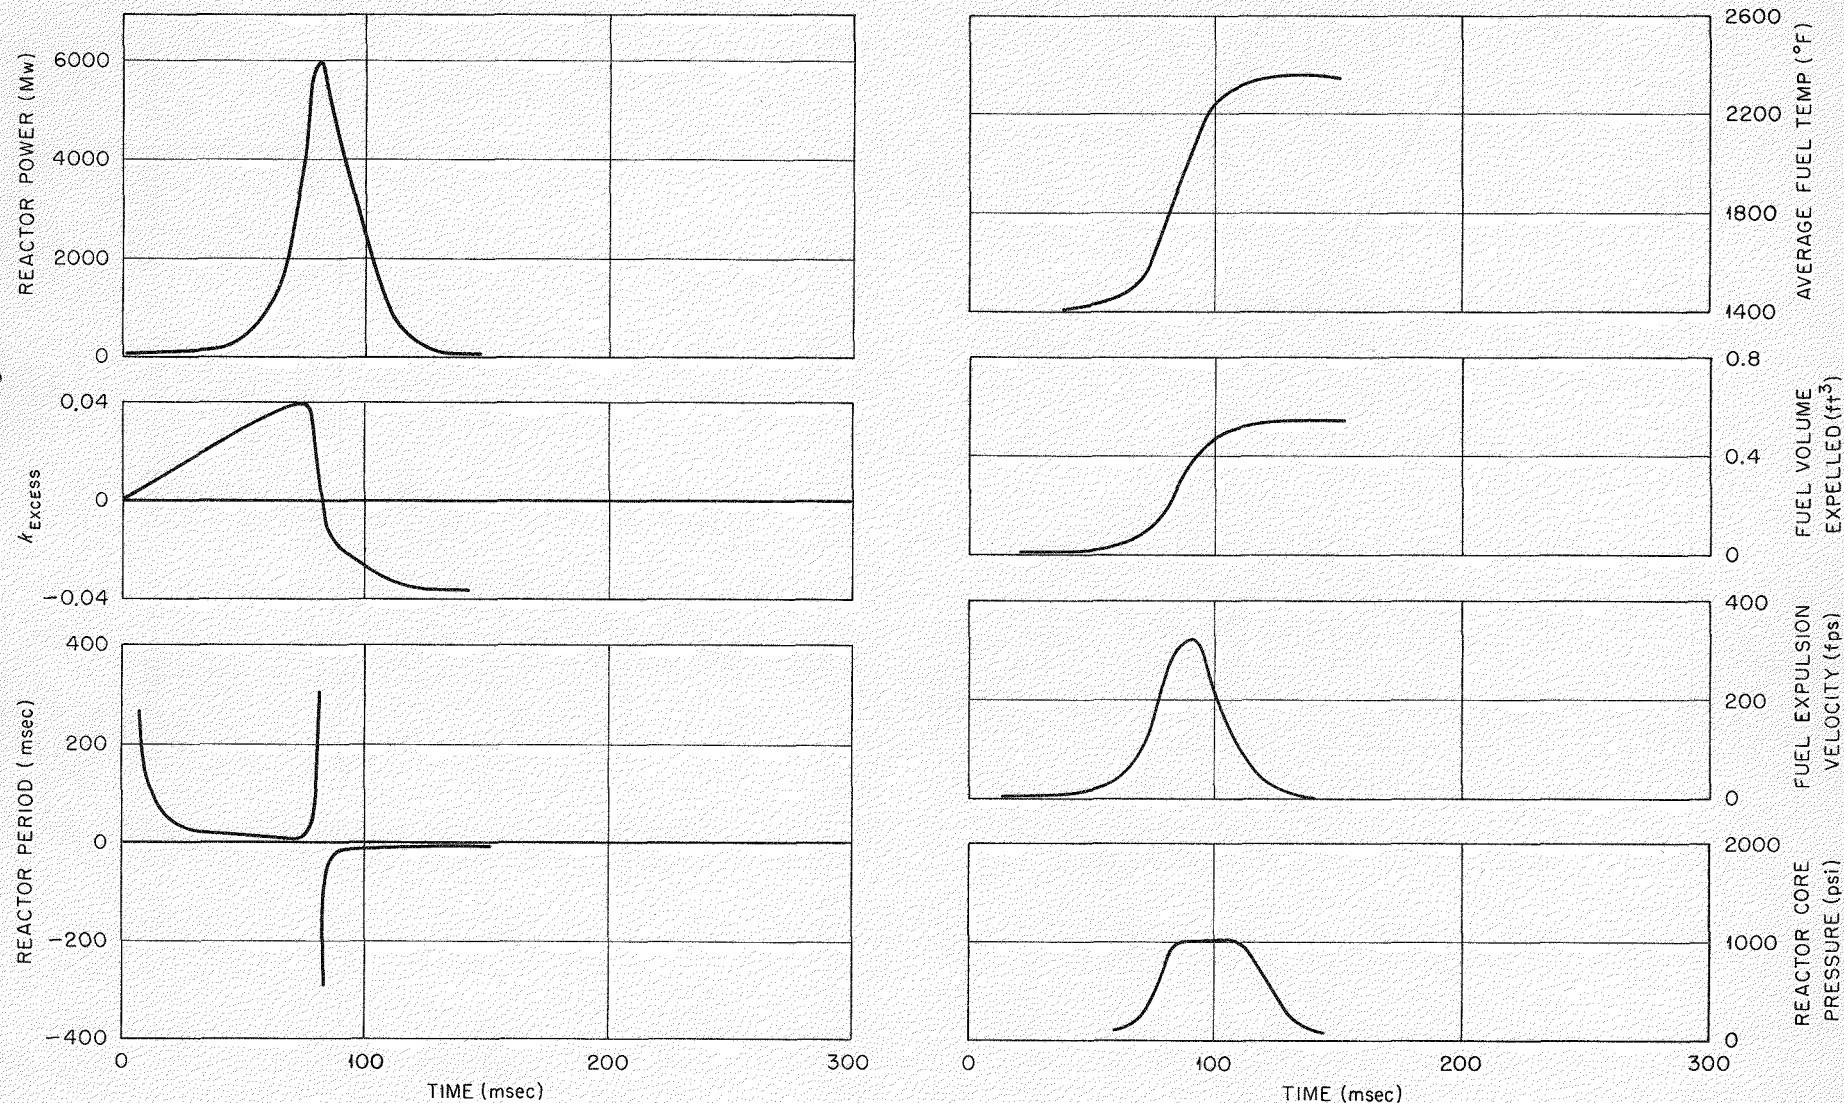 REACTOR POWER (Mw)
6000
4000
2000
0
k EXCESS
0.04
0
-0.04
REACTOR PERIOD (msec)
400
200
0
-200
-400
0 100 200 300
TIME (msec)
2600
2200
1800
1400
AVERAGE FUEL TEMP (°F)
0.8
0.4
0
FUEL VOLUME
EXPELLED (ft³)
400
200
0
FUEL EXPULSION
VELOCITY (fps)
2000
1000
0
REACTOR CORE
PRESSURE (psi)
0 100 200 300
TIME (msec)